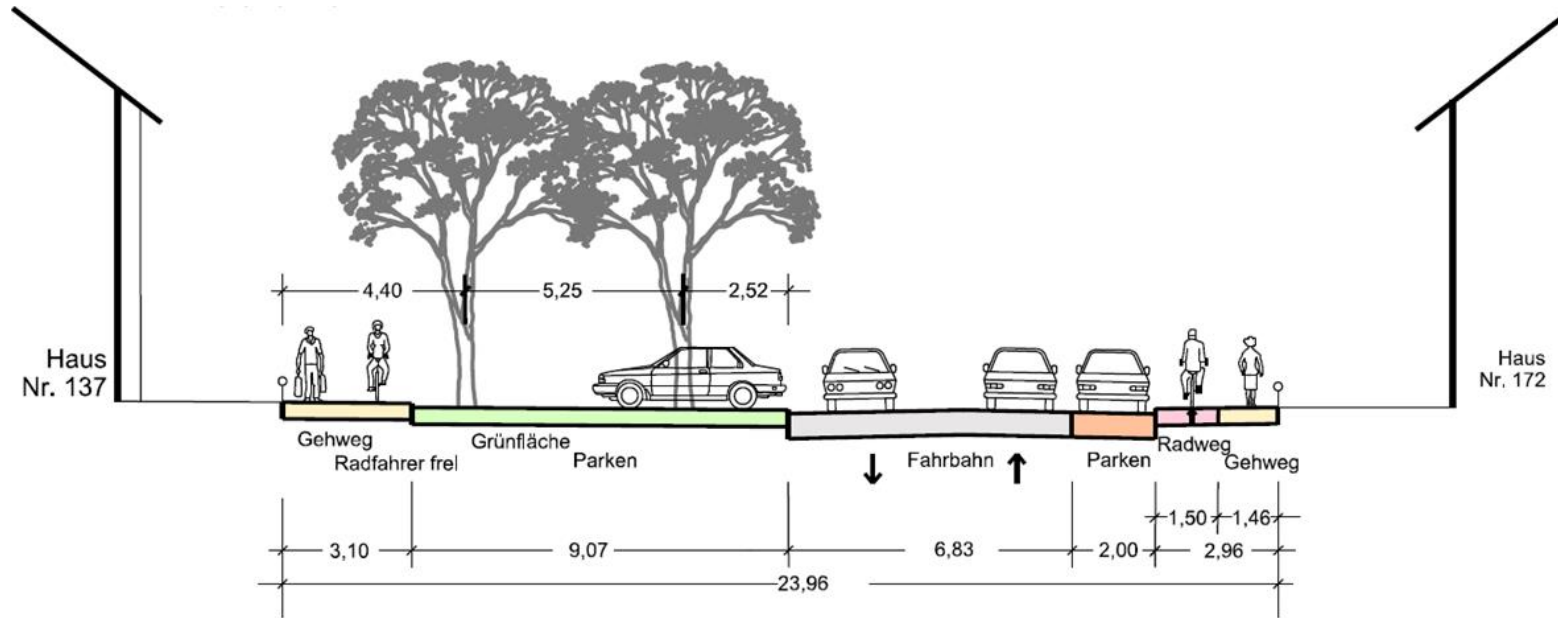 4,40 5,25 2,52
Haus
Nr. 137
Haus
Nr. 172
Gehweg
Radfahrer frei
Grünfläche
Parken
Fahrbahn
Parken
Radweg
Gehweg
1,50 1,46
3,10 9,07 6,83 2,00 2,96
23,96